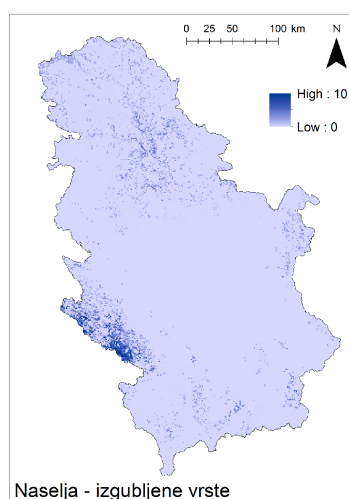 0 25 50 100 km
N
High : 10
Low : 0
Naselja - izgubljene vrste